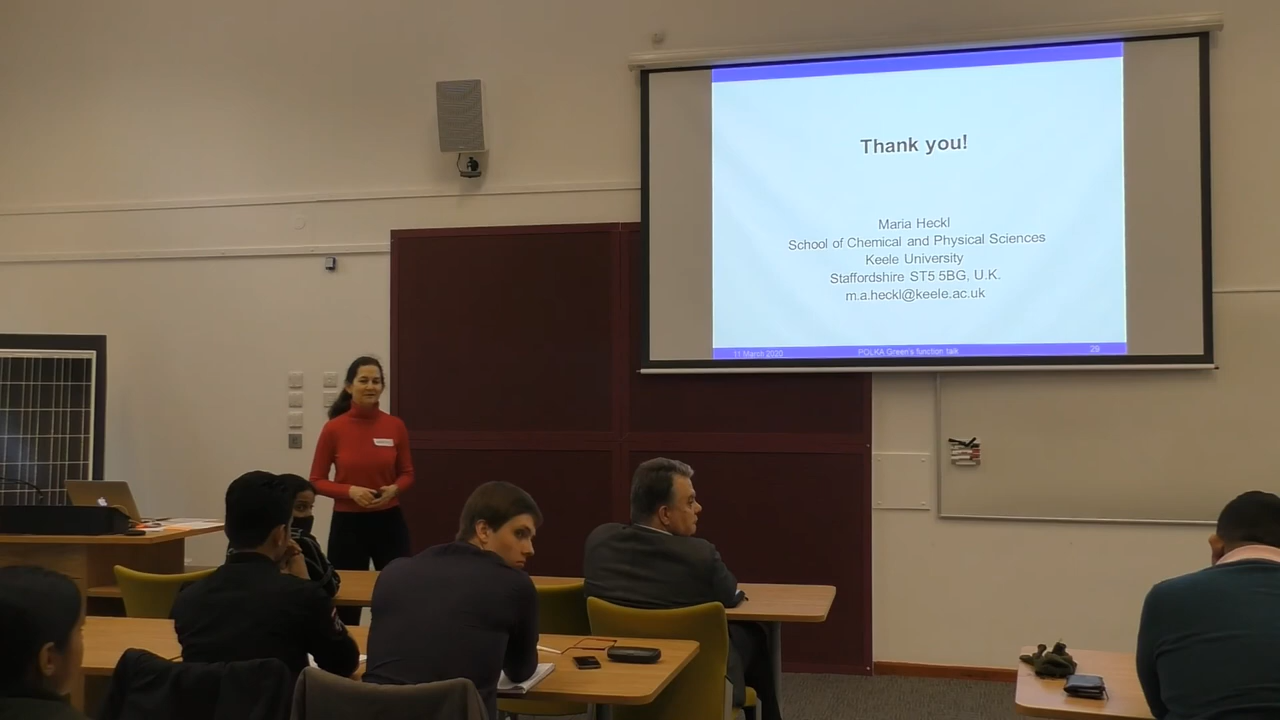 Thank you!
Maria Heckl
School of Chemical and Physical Sciences
Keele University
Staffordshire ST5 5BG, U.K.
m.a.heckl@keele.ac.uk
11 March 2020 POLKA Green's function talk 29